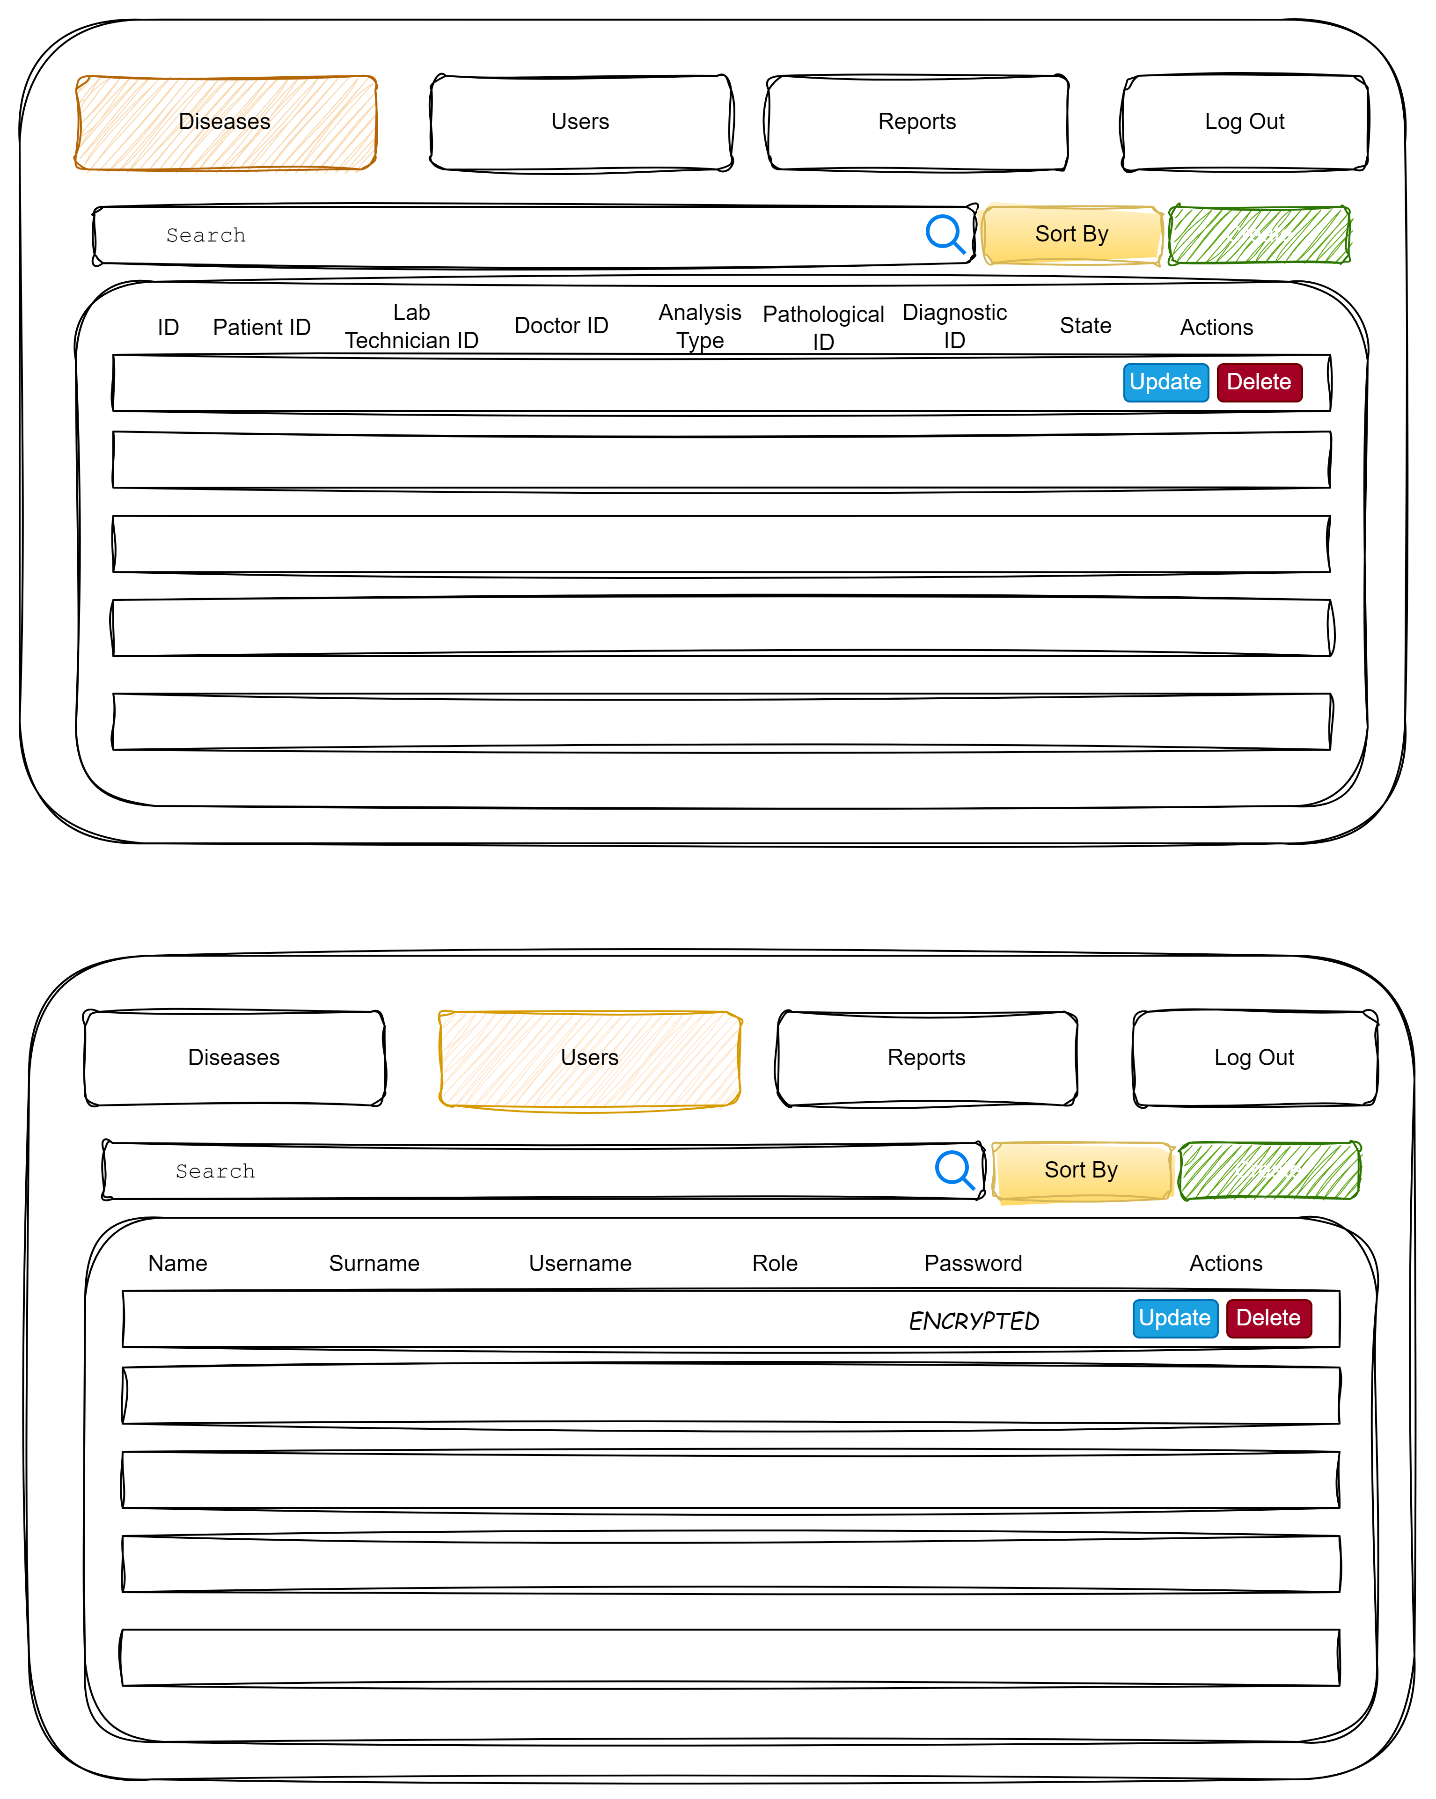 Diseases
Users
Reports
Log Out
Search
Sort By
Create
ID
Patient ID
Lab
Technician ID
Doctor ID
Analysis
Type
Pathological
ID
Diagnostic
ID
State
Actions
Update
Delete
Diseases
Users
Reports
Log Out
Search
Sort By
Create
Name
Surname
Username
Role
Password
Actions
ENCRYPTED
Update
Delete